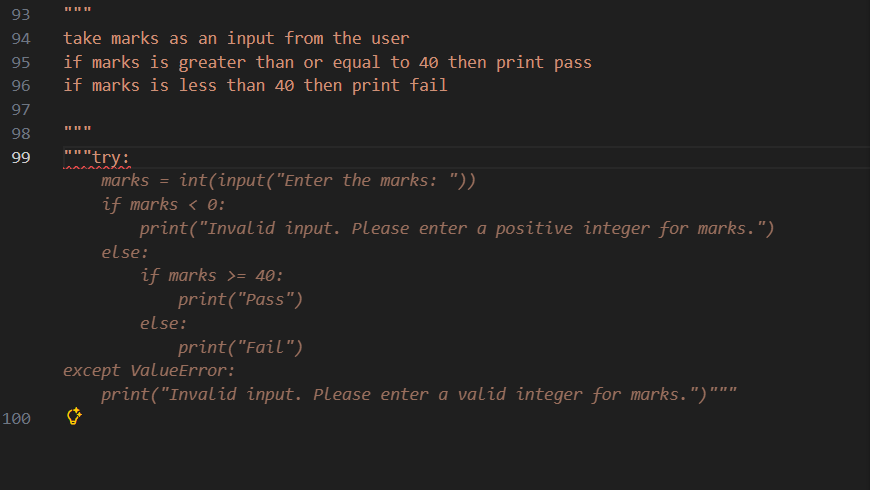 93 """
94 take marks as an input from the user
95 if marks is greater than or equal to 40 then print pass
96 if marks is less than 40 then print fail
97
98 """
99 """try:
    marks = int(input("Enter the marks: "))
    if marks < 0:
        print("Invalid input. Please enter a positive integer for marks.")
    else:
        if marks >= 40:
            print("Pass")
        else:
            print("Fail")
except ValueError:
    print("Invalid input. Please enter a valid integer for marks.")"""
100